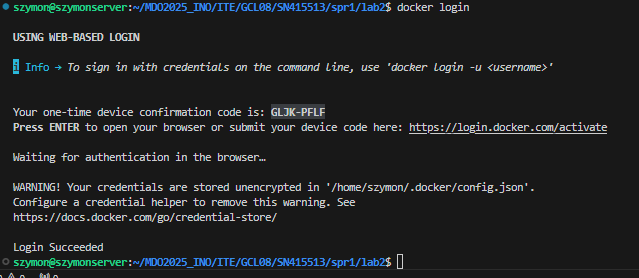 szymon@szymonserver:~/MDO2025_INO/ITE/GCL08/SN415513/spr1/lab2$ docker login
USING WEB-BASED LOGIN
i Info → To sign in with credentials on the command line, use 'docker login -u <username>'
Your one-time device confirmation code is: GLJK-PFLF
Press ENTER to open your browser or submit your device code here: https://login.docker.com/activate
Waiting for authentication in the browser…
WARNING! Your credentials are stored unencrypted in '/home/szymon/.docker/config.json'.
Configure a credential helper to remove this warning. See
https://docs.docker.com/go/credential-store/
Login Succeeded
szymon@szymonserver:~/MDO2025_INO/ITE/GCL08/SN415513/spr1/lab2$